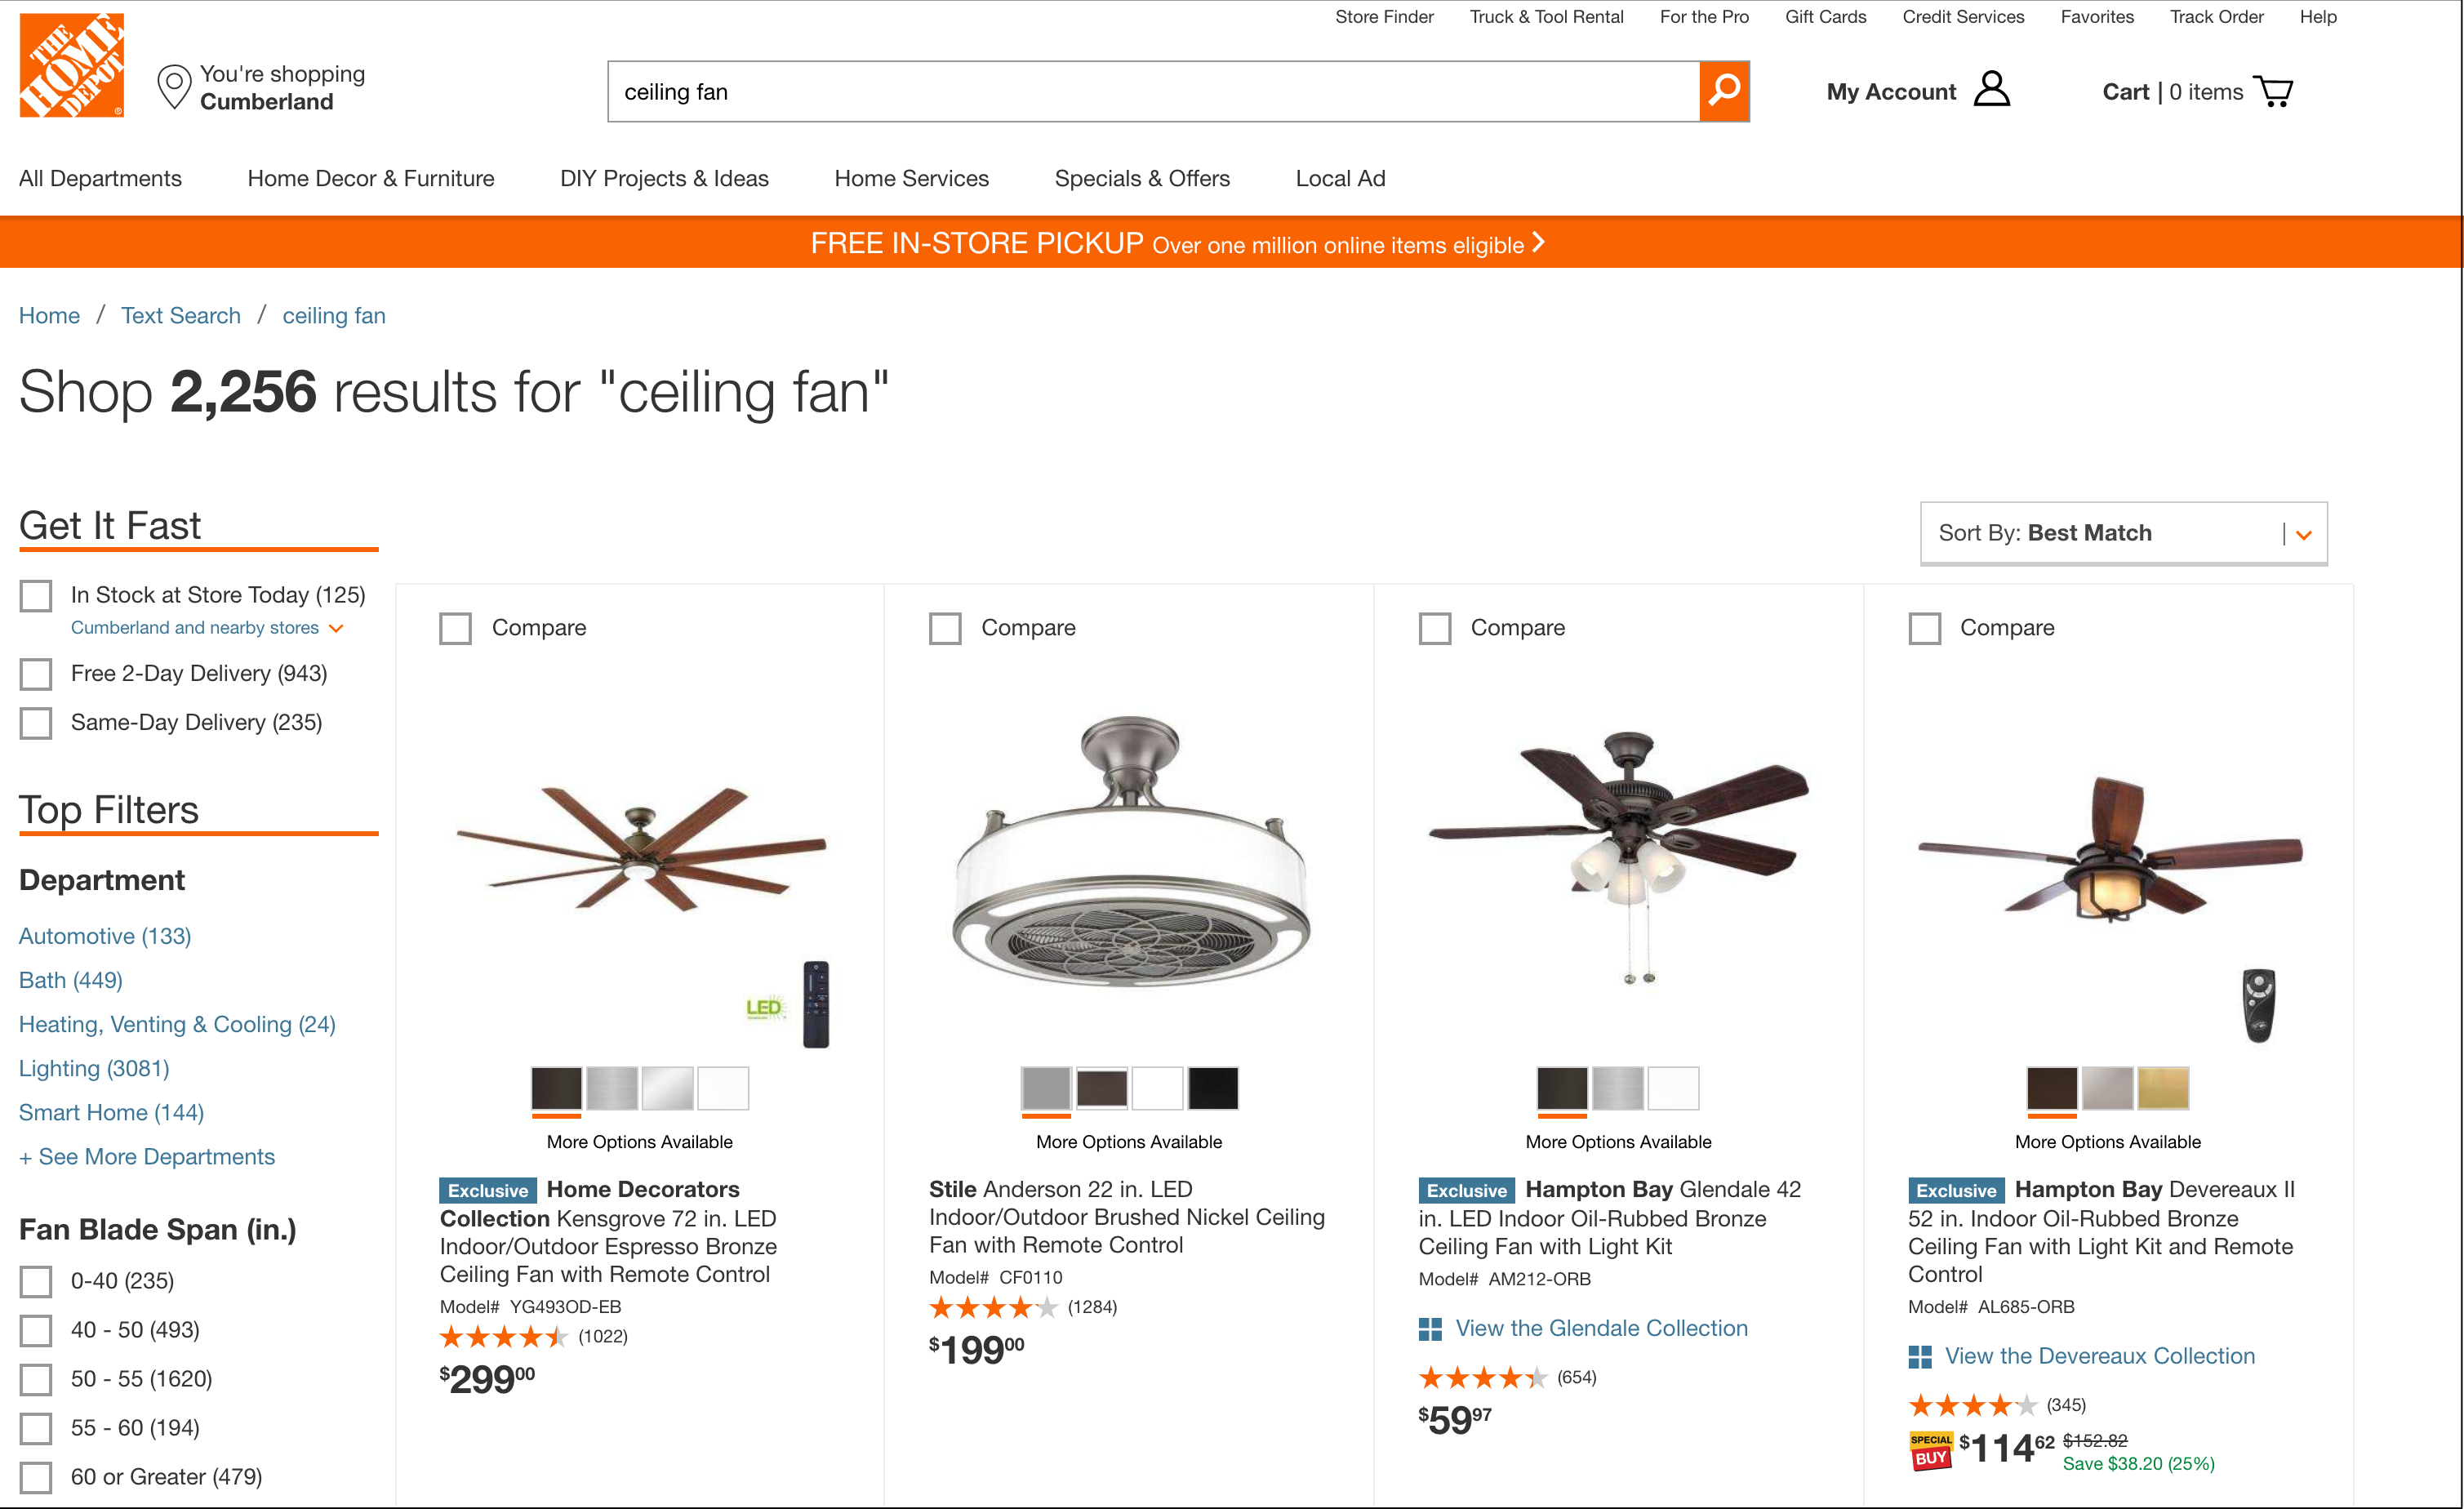 Store Finder Truck & Tool Rental For the Pro Gift Cards Credit Services Favorites Track Order Help
THE
HOME
DEPOT
®
You're shopping
Cumberland
ceiling fan
My Account
Cart | 0 items
All Departments Home Decor & Furniture DIY Projects & Ideas Home Services Specials & Offers Local Ad
FREE IN-STORE PICKUP Over one million online items eligible
Home / Text Search / ceiling fan
Shop 2,256 results for "ceiling fan"
Get It Fast
In Stock at Store Today (125)
Cumberland and nearby stores
Free 2-Day Delivery (943)
Same-Day Delivery (235)
Top Filters
Department
Automotive (133)
Bath (449)
Heating, Venting & Cooling (24)
Lighting (3081)
Smart Home (144)
+ See More Departments
Fan Blade Span (in.)
0-40 (235)
40 - 50 (493)
50 - 55 (1620)
55 - 60 (194)
60 or Greater (479)
Sort By: Best Match
Compare
LED
More Options Available
Exclusive Home Decorators
Collection Kensgrove 72 in. LED
Indoor/Outdoor Espresso Bronze
Ceiling Fan with Remote Control
Model# YG493OD-EB
(1022)
$29900
Compare
More Options Available
Stile Anderson 22 in. LED
Indoor/Outdoor Brushed Nickel Ceiling
Fan with Remote Control
Model# CF0110
(1284)
$19900
Compare
More Options Available
Exclusive Hampton Bay Glendale 42
in. LED Indoor Oil-Rubbed Bronze
Ceiling Fan with Light Kit
Model# AM212-ORB
View the Glendale Collection
(654)
$5997
Compare
More Options Available
Exclusive Hampton Bay Devereaux II
52 in. Indoor Oil-Rubbed Bronze
Ceiling Fan with Light Kit and Remote
Control
Model# AL685-ORB
View the Devereaux Collection
(345)
SPECIAL
BUY
$11462 $152.82
Save $38.20 (25%)